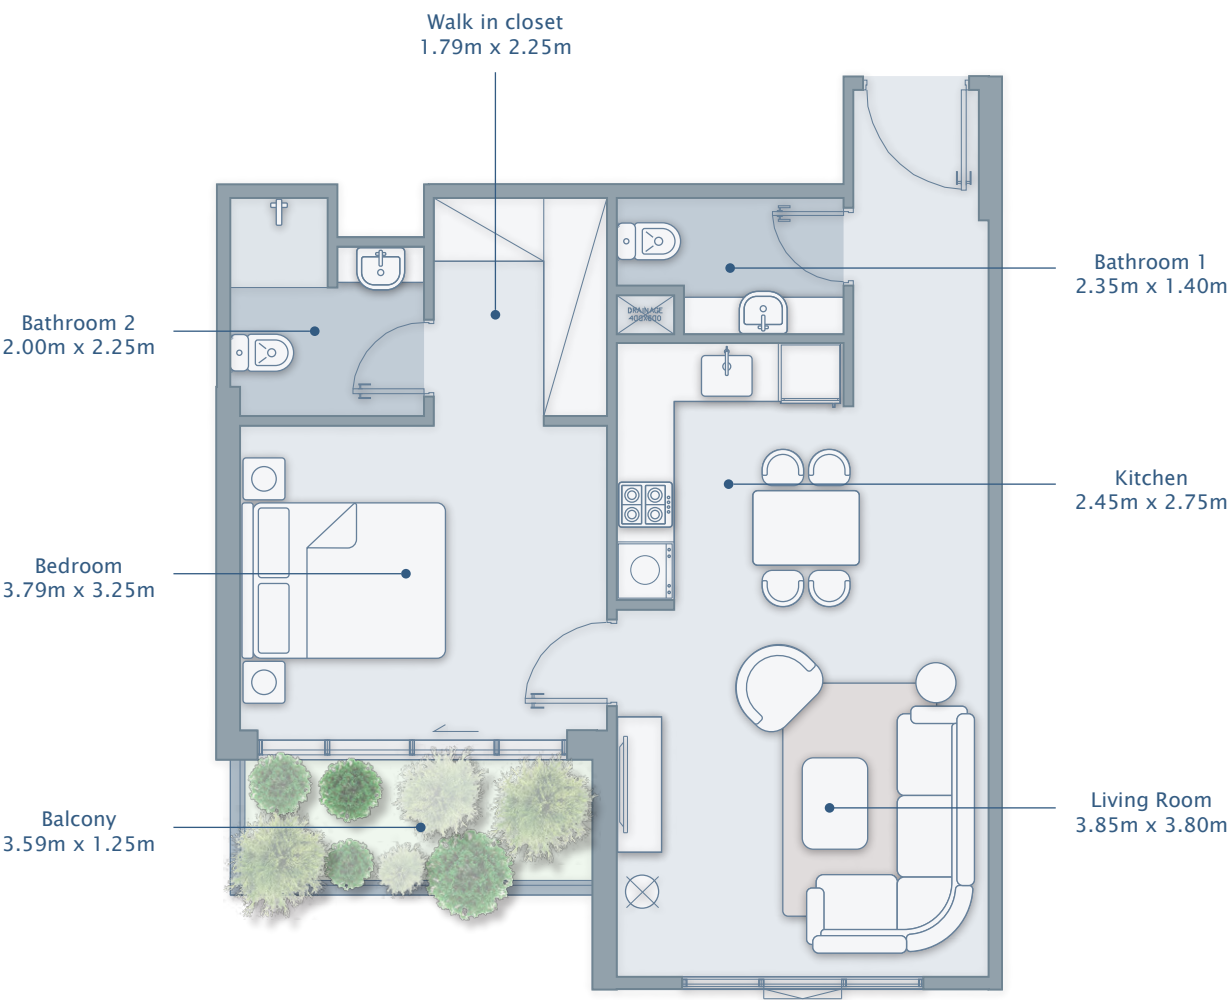 Walk in closet
1.79m x 2.25m
Bathroom 1
2.35m x 1.40m
Bathroom 2
2.00m x 2.25m
DRAINAGE
400X600
Kitchen
2.45m x 2.75m
Bedroom
3.79m x 3.25m
Living Room
3.85m x 3.80m
Balcony
3.59m x 1.25m